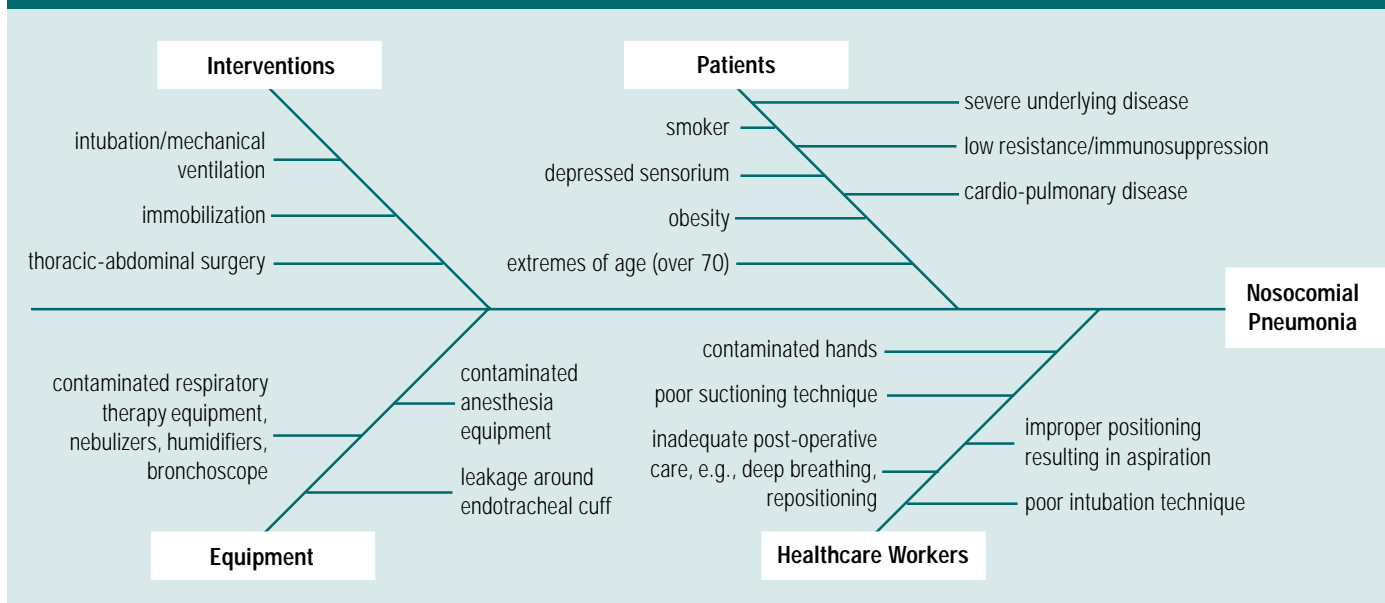 Interventions
intubation/mechanical
ventilation
immobilization
thoracic-abdominal surgery
Patients
smoker
depressed sensorium
obesity
extremes of age (over 70)
severe underlying disease
low resistance/immunosuppression
cardio-pulmonary disease
Nosocomial
Pneumonia
contaminated respiratory
therapy equipment,
nebulizers, humidifiers,
bronchoscope
contaminated
anesthesia
equipment
leakage around
endotracheal cuff
Equipment
contaminated hands
poor suctioning technique
inadequate post-operative
care, e.g., deep breathing,
repositioning
improper positioning
resulting in aspiration
poor intubation technique
Healthcare Workers